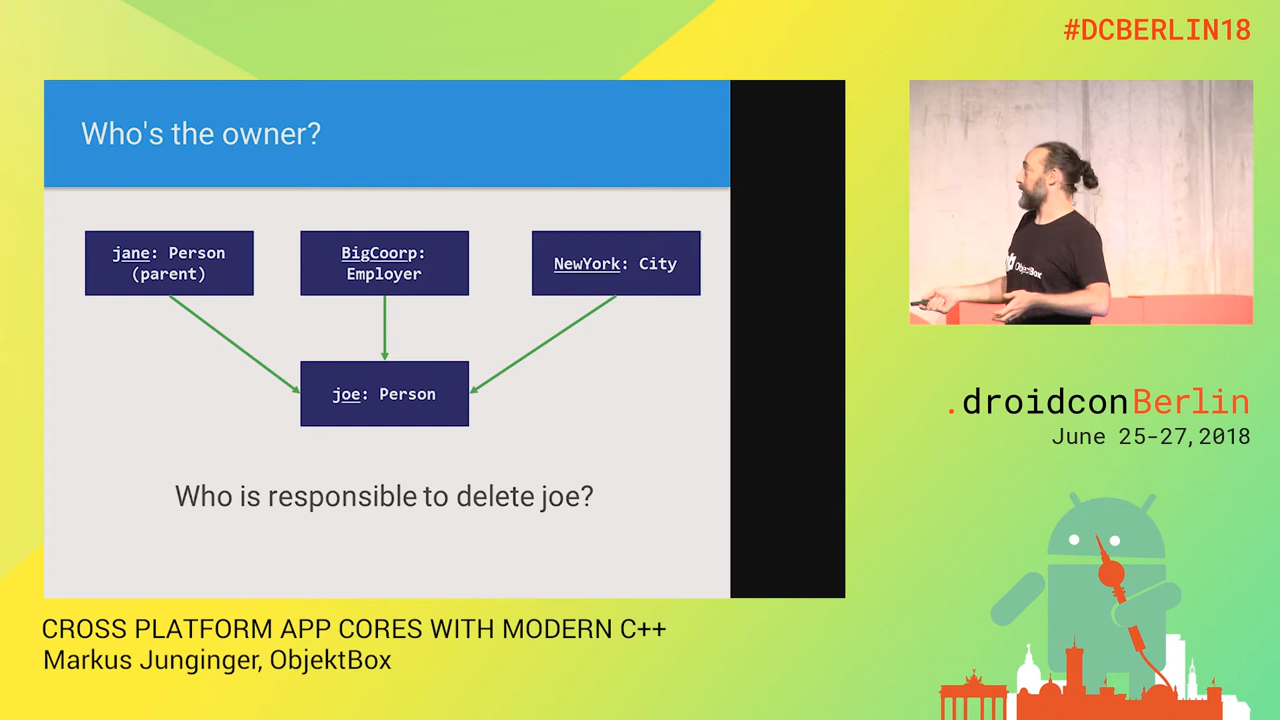 #DCBERLIN18
Who's the owner?
jane: Person
(parent)
BigCoorp:
Employer
NewYork: City
joe: Person
Who is responsible to delete joe?
ObjectBox
.droidconBerlin
June 25-27, 2018
CROSS PLATFORM APP CORES WITH MODERN C++
Markus Junginger, ObjektBox